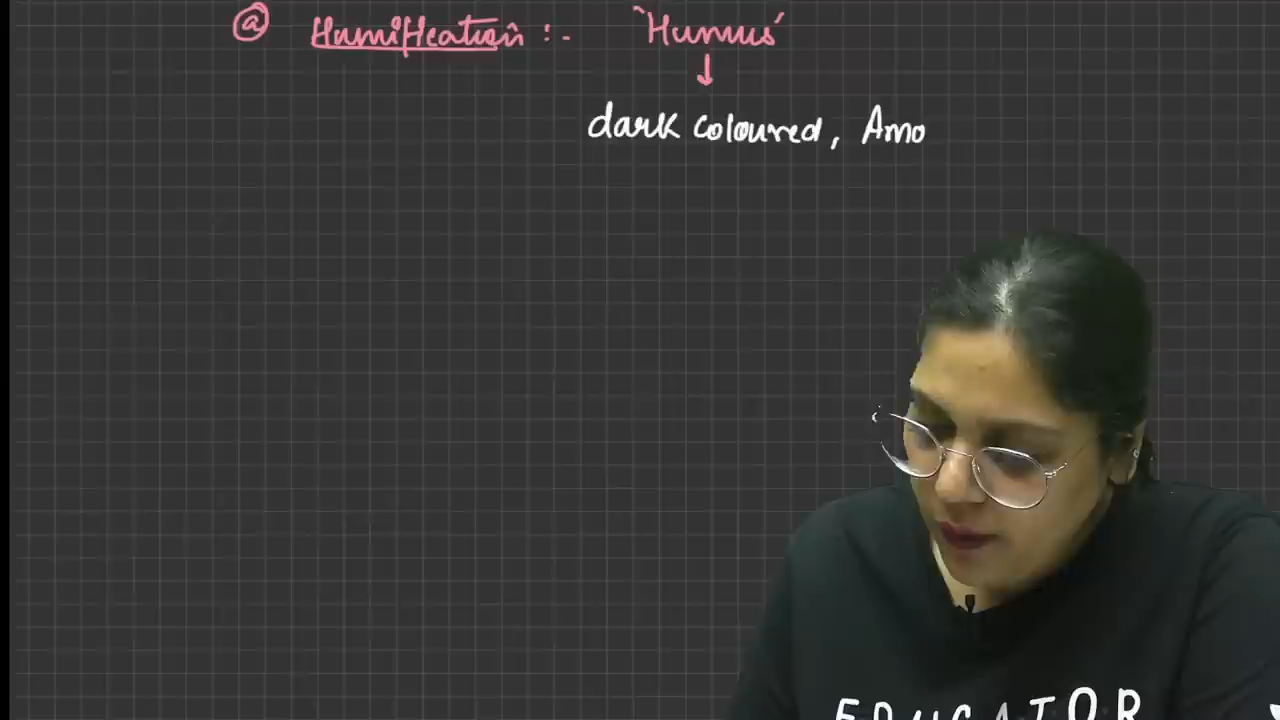 @ Humification :- 'Humus'
↓
dark coloured, Amo
EDUCATOR